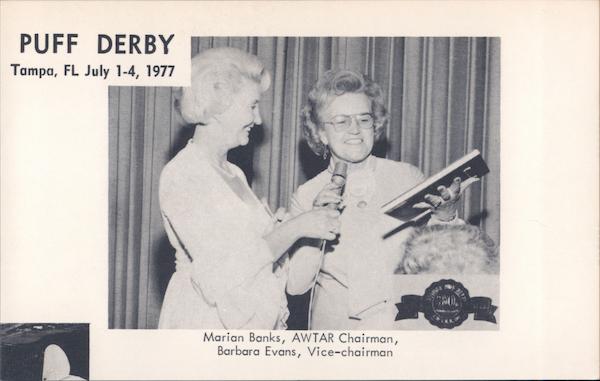 PUFF DERBY
Tampa, FL July 1-4, 1977
Marian Banks, AWTAR Chairman,
Barbara Evans, Vice-chairman